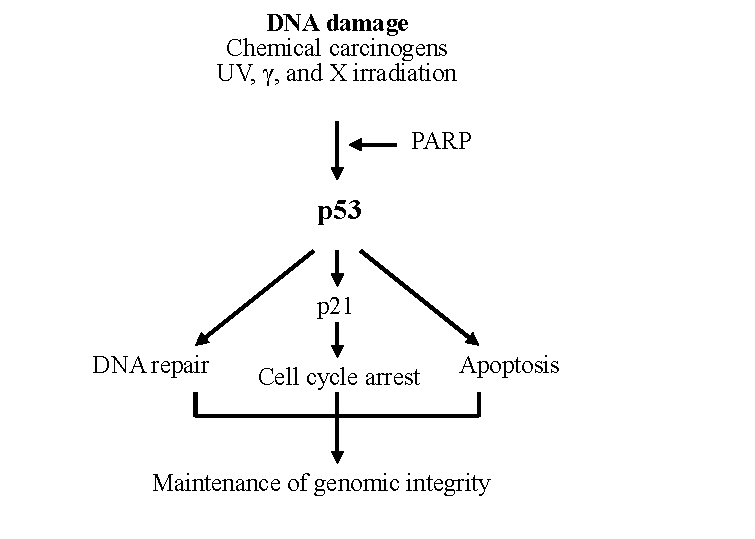 DNA damage
Chemical carcinogens
UV, γ, and X irradiation
PARP
p53
p21
DNA repair
Cell cycle arrest
Apoptosis
Maintenance of genomic integrity